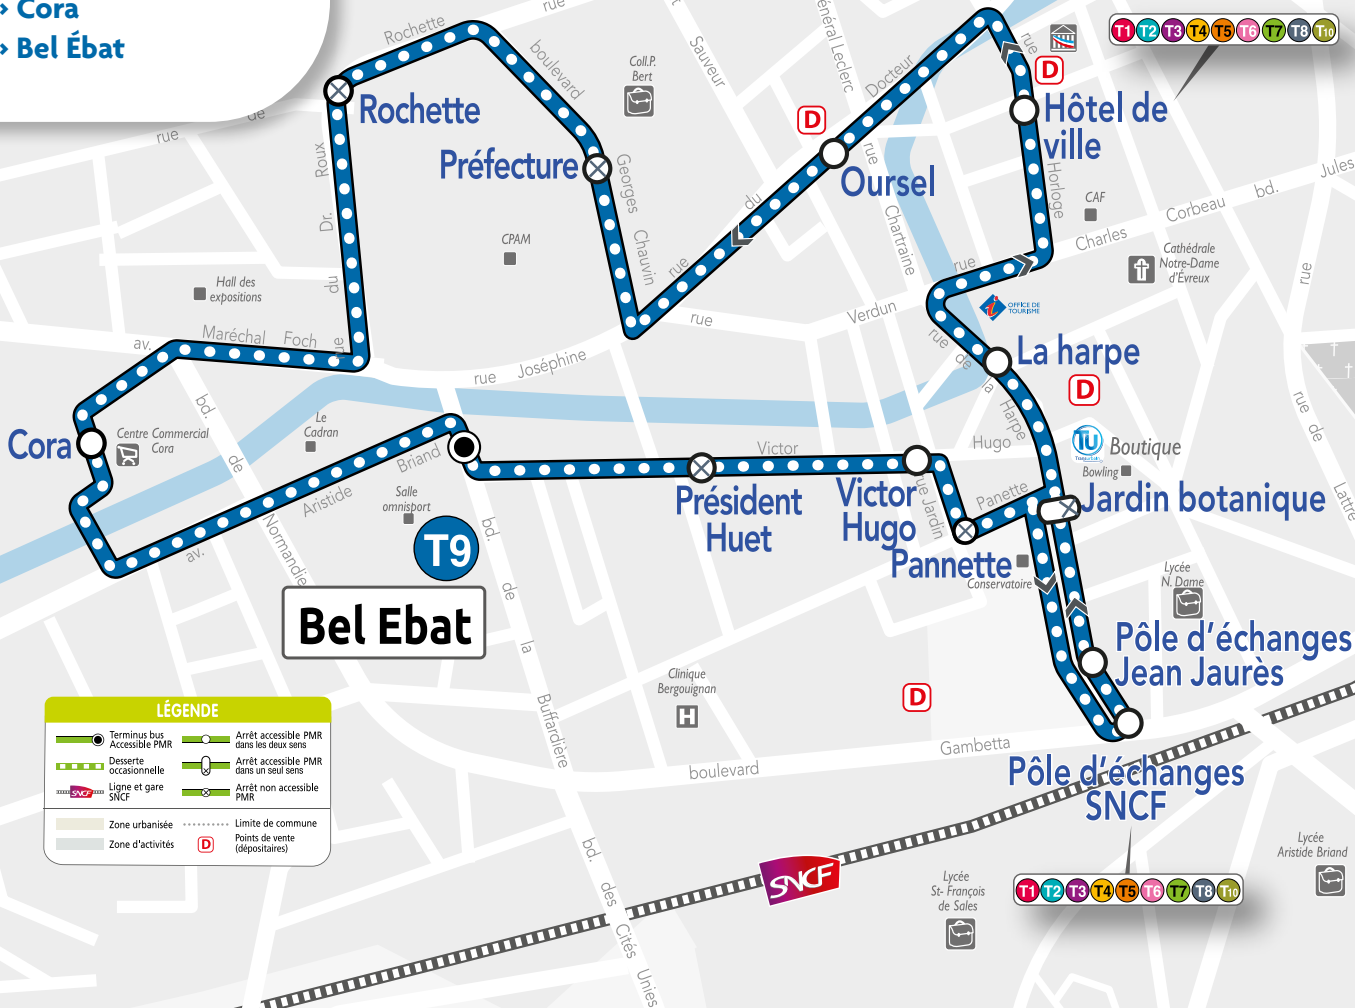 › Cora
› Bel Ébat
rue
Rochette
boulevard
Coll.P.
Bert
Sauveur
Général Leclerc
Docteur
rue
D
T1 T2 T3 T4 T5 T6 T7 T8 T10
rue
de
Rochette
Préfecture
D
Oursel
Hôtel de
ville
Horloge
Jules
bd.
Corbeau
Charles
rue
CAF
Cathédrale
Notre-Dame
d'Évreux
Roux
Dr.
du
rue
Georges
Chauvin
CPAM
rue
du
rue
Chartraine
Hall des
expositions
OFFICE DE
TOURISME
Verdun
rue
rue
Joséphine
rue
av.
Maréchal
Foch
rue
de
la
Harpe
La harpe
D
rue de
bd.
de
Normandie
Cora
Centre Commercial
Cora
Le
Cadran
Briand
Aristide
av.
Salle
omnisport
Victor
Hugo
TU
Boutique
Bowling
Président
Huet
Victor
Hugo
rue Jardin
Panette
Jardin botanique
Lattre
Pannette
Conservatoire
T9
Bel Ebat
bd.
de
la
Buffardière
Lycée
N. Dame
Pôle d'échanges
Jean Jaurès
Clinique
Bergouignan
H
D
Gambetta
boulevard
Pôle d'échanges
SNCF
LÉGENDE
Terminus bus
Accessible PMR
Arrêt accessible PMR
dans les deux sens
Desserte
occasionnelle
Arrêt accessible PMR
dans un seul sens
SNCF
Ligne et gare
SNCF
Arrêt non accessible
PMR
Zone urbanisée
Limite de commune
Zone d'activités
D
Points de vente
(dépositaires)
bd.
des
Cités
Unies
SNCF
Lycée
St- François
de Sales
T1 T2 T3 T4 T5 T6 T7 T8 T10
Lycée
Aristide Briand